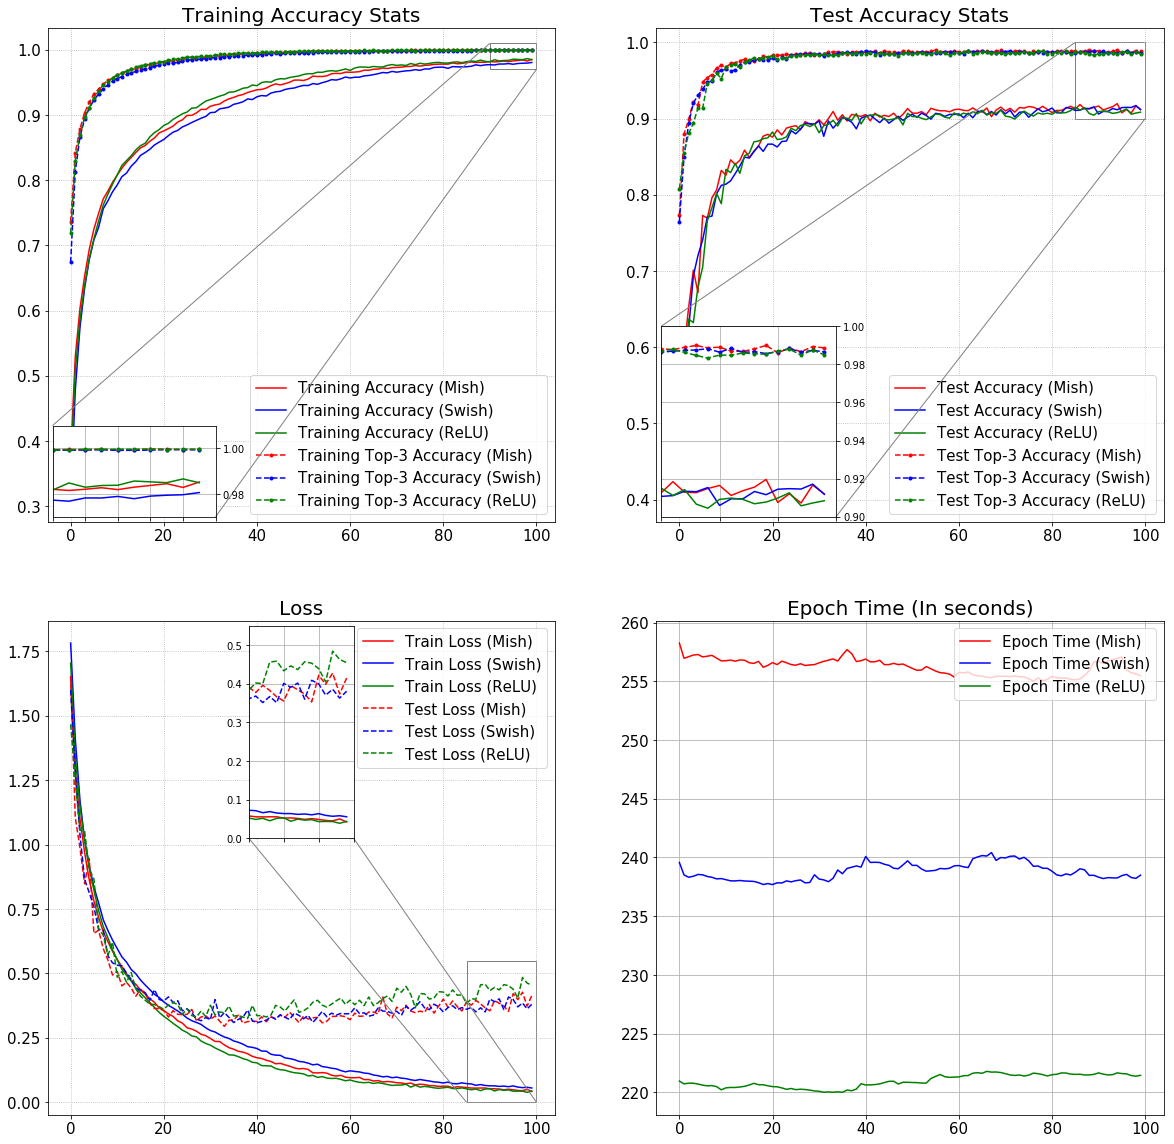 Training Accuracy Stats
1.0
0.9
0.8
0.7
0.6
0.5
0.4
0.3
0
20
40
60
80
100
1.00
0.98
Training Accuracy (Mish)
Training Accuracy (Swish)
Training Accuracy (ReLU)
Training Top-3 Accuracy (Mish)
Training Top-3 Accuracy (Swish)
Training Top-3 Accuracy (ReLU)
Test Accuracy Stats
1.0
0.9
0.8
0.7
0.6
0.5
0.4
0
20
40
60
80
100
1.00
0.98
0.96
0.94
0.92
0.90
Test Accuracy (Mish)
Test Accuracy (Swish)
Test Accuracy (ReLU)
Test Top-3 Accuracy (Mish)
Test Top-3 Accuracy (Swish)
Test Top-3 Accuracy (ReLU)
Loss
1.75
1.50
1.25
1.00
0.75
0.50
0.25
0.00
0
20
40
60
80
100
0.5
0.4
0.3
0.2
0.1
0.0
Train Loss (Mish)
Train Loss (Swish)
Train Loss (ReLU)
Test Loss (Mish)
Test Loss (Swish)
Test Loss (ReLU)
Epoch Time (In seconds)
260
255
250
245
240
235
230
225
220
0
20
40
60
80
100
Epoch Time (Mish)
Epoch Time (Swish)
Epoch Time (ReLU)